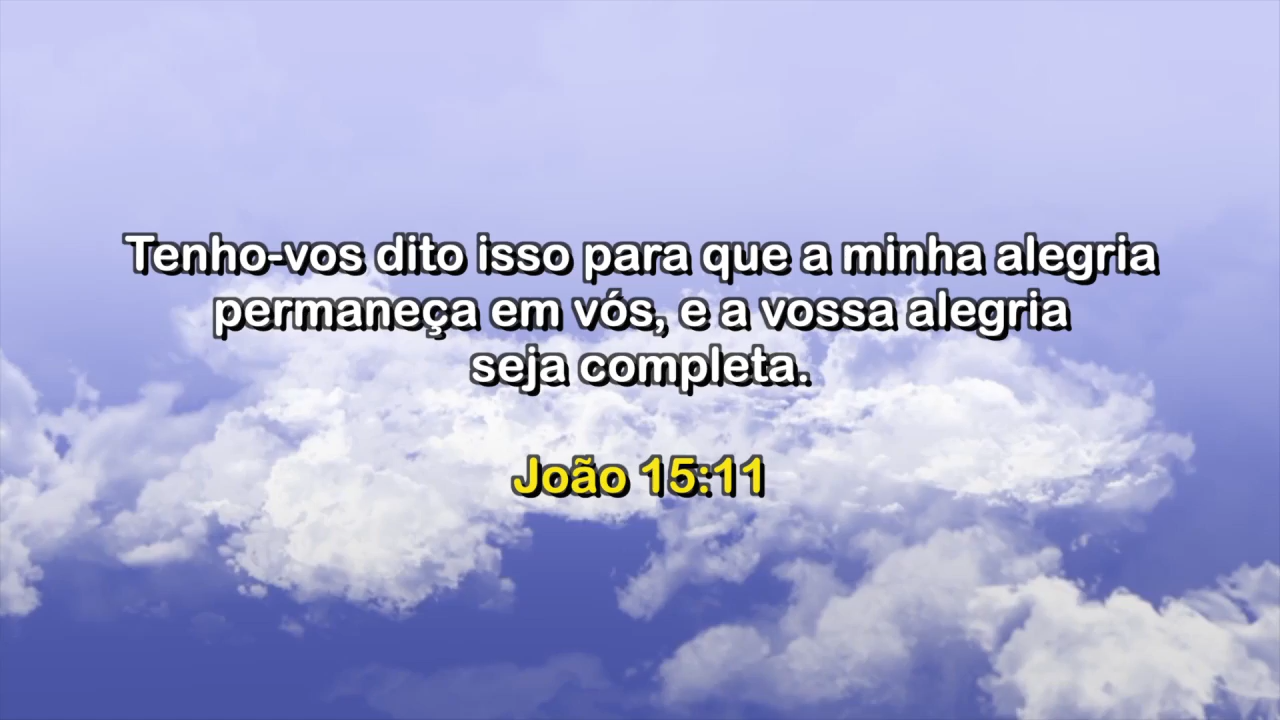 Tenho-vos dito isso para que a minha alegria
permaneça em vós, e a vossa alegria
seja completa.
João 15:11